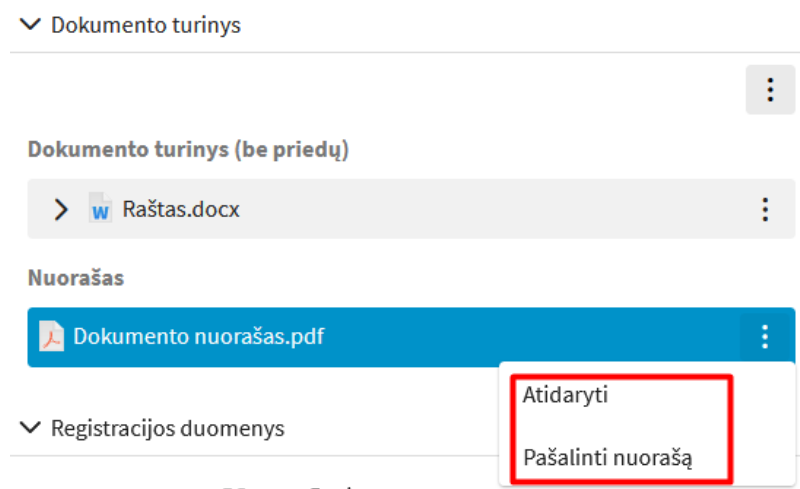 Dokumento turinys
Dokumento turinys (be priedų)
Raštas.docx
Nuorašas
Dokumento nuorašas.pdf
Atidaryti
Registracijos duomenys
Pašalinti nuorašą